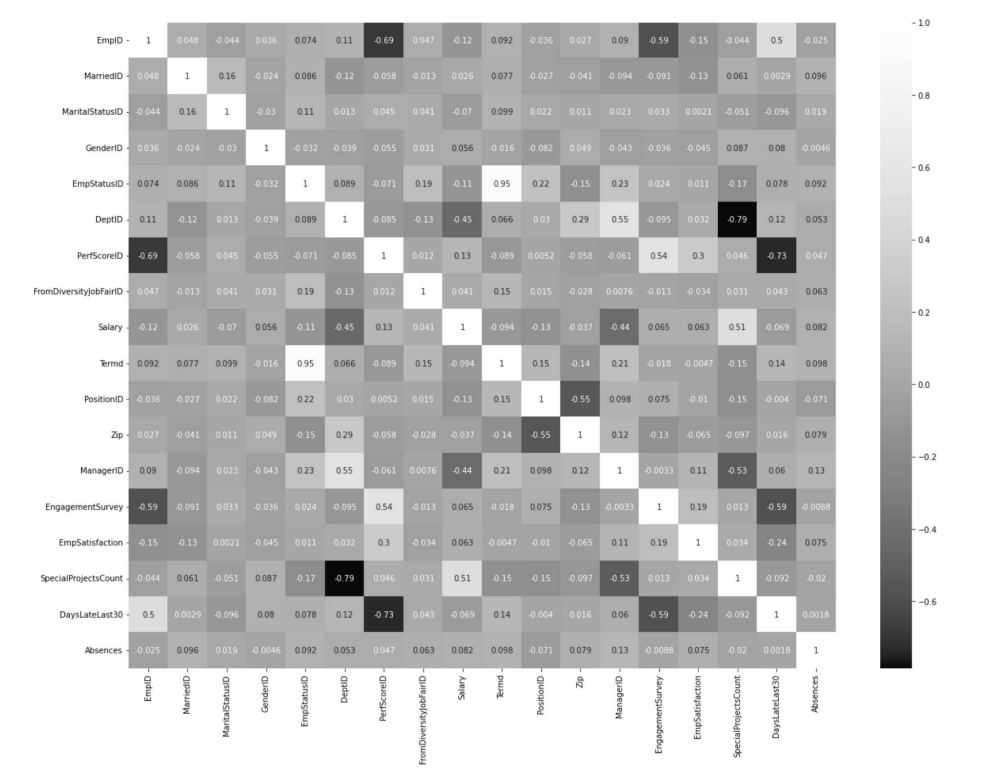 EmpID 1 0.048 -0.044 0.036 0.074 0.11 -0.69 0.047 -0.12 0.092 -0.036 0.027 0.09 -0.59 -0.15 -0.044 0.5 -0.025
MarriedID 0.048 1 0.16 -0.024 0.086 -0.12 -0.058 -0.013 0.026 0.077 -0.027 -0.041 -0.094 -0.091 -0.13 0.061 0.0029 0.096
MaritalStatusID -0.044 0.16 1 -0.03 0.11 0.013 0.045 0.041 -0.07 0.099 0.022 0.011 0.023 0.033 0.0021 -0.051 -0.096 0.019
GenderID 0.036 -0.024 -0.03 1 -0.032 -0.039 -0.055 0.031 0.056 -0.016 -0.082 0.049 -0.043 -0.036 -0.045 0.087 0.08 -0.0046
EmpStatusID 0.074 0.086 0.11 -0.032 1 0.089 -0.071 0.19 -0.11 0.95 0.22 -0.15 0.23 0.024 0.011 -0.17 0.078 0.092
DeptID 0.11 -0.12 0.013 -0.039 0.089 1 -0.085 -0.13 -0.45 0.066 0.03 0.29 0.55 -0.095 0.032 -0.79 0.12 0.053
PerfScoreID -0.69 -0.058 0.045 -0.055 -0.071 -0.085 1 0.012 0.13 -0.089 0.0052 -0.058 -0.061 0.54 0.3 0.046 -0.73 0.047
FromDiversityJobFairID 0.047 -0.013 0.041 0.031 0.19 -0.13 0.012 1 0.041 0.15 0.015 -0.028 0.0076 -0.013 -0.034 0.031 0.043 0.063
Salary -0.12 0.026 -0.07 0.056 -0.11 -0.45 0.13 0.041 1 -0.094 -0.13 -0.037 -0.44 0.065 0.063 0.51 -0.069 0.082
Termd 0.092 0.077 0.099 -0.016 0.95 0.066 -0.089 0.15 -0.094 1 0.15 -0.14 0.21 -0.018 -0.0047 -0.15 0.14 0.098
PositionID -0.036 -0.027 0.022 -0.082 0.22 0.03 0.0052 0.015 -0.13 0.15 1 -0.55 0.098 0.075 -0.01 -0.15 -0.004 -0.071
Zip 0.027 -0.041 0.011 0.049 -0.15 0.29 -0.058 -0.028 -0.037 -0.14 -0.55 1 0.12 -0.13 -0.065 -0.097 0.016 0.079
ManagerID 0.09 -0.094 0.023 -0.043 0.23 0.55 -0.061 0.0076 -0.44 0.21 0.098 0.12 1 -0.0033 0.11 -0.53 0.06 0.13
EngagementSurvey -0.59 -0.091 0.033 -0.036 0.024 -0.095 0.54 -0.013 0.065 -0.018 0.075 -0.13 -0.0033 1 0.19 0.013 -0.59 -0.0088
EmpSatisfaction -0.15 -0.13 0.0021 -0.045 0.011 0.032 0.3 -0.034 0.063 -0.0047 -0.01 -0.065 0.11 0.19 1 0.034 -0.24 0.075
SpecialProjectsCount -0.044 0.061 -0.051 0.087 -0.17 -0.79 0.046 0.031 0.51 -0.15 -0.15 -0.097 -0.53 0.013 0.034 1 -0.092 -0.02
DaysLateLast30 0.5 0.0029 -0.096 0.08 0.078 0.12 -0.73 0.043 -0.069 0.14 -0.004 0.016 0.06 -0.59 -0.24 -0.092 1 0.0018
Absences -0.025 0.096 0.019 -0.0046 0.092 0.053 0.047 0.063 0.082 0.098 -0.071 0.079 0.13 -0.0088 0.075 -0.02 0.0018 1
EmpID
MarriedID
MaritalStatusID
GenderID
EmpStatusID
DeptID
PerfScoreID
FromDiversityJobFairID
Salary
Termd
PositionID
Zip
ManagerID
EngagementSurvey
EmpSatisfaction
SpecialProjectsCount
DaysLateLast30
Absences
1.0
0.8
0.6
0.4
0.2
0.0
−0.2
−0.4
−0.6